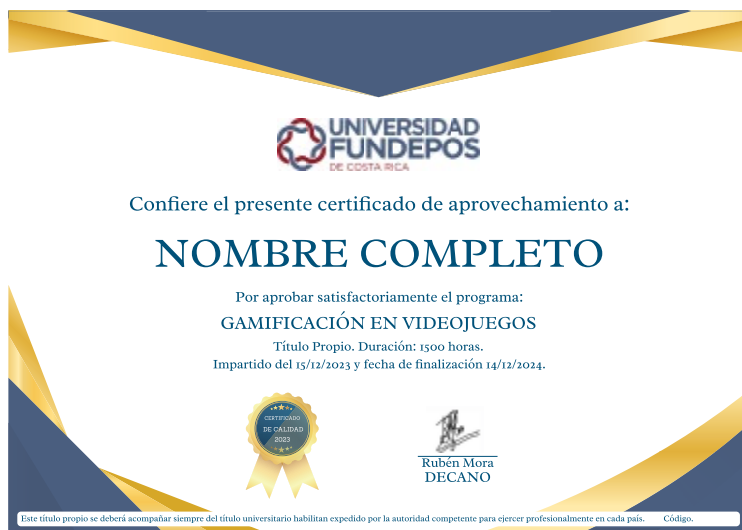 UNIVERSIDAD
FUNDEPOS
DE COSTA RICA
Confiere el presente certificado de aprovechamiento a:
NOMBRE COMPLETO
Por aprobar satisfactoriamente el programa:
GAMIFICACIÓN EN VIDEOJUEGOS
Título Propio. Duración: 1500 horas.
Impartido del 15/12/2023 y fecha de finalización 14/12/2024.
CERTIFICADO
DE CALIDAD
2023
Rubén Mora
DECANO
Este título propio se deberá acompañar siempre del título universitario habilitan expedido por la autoridad competente para ejercer profesionalmente en cada país. Código.